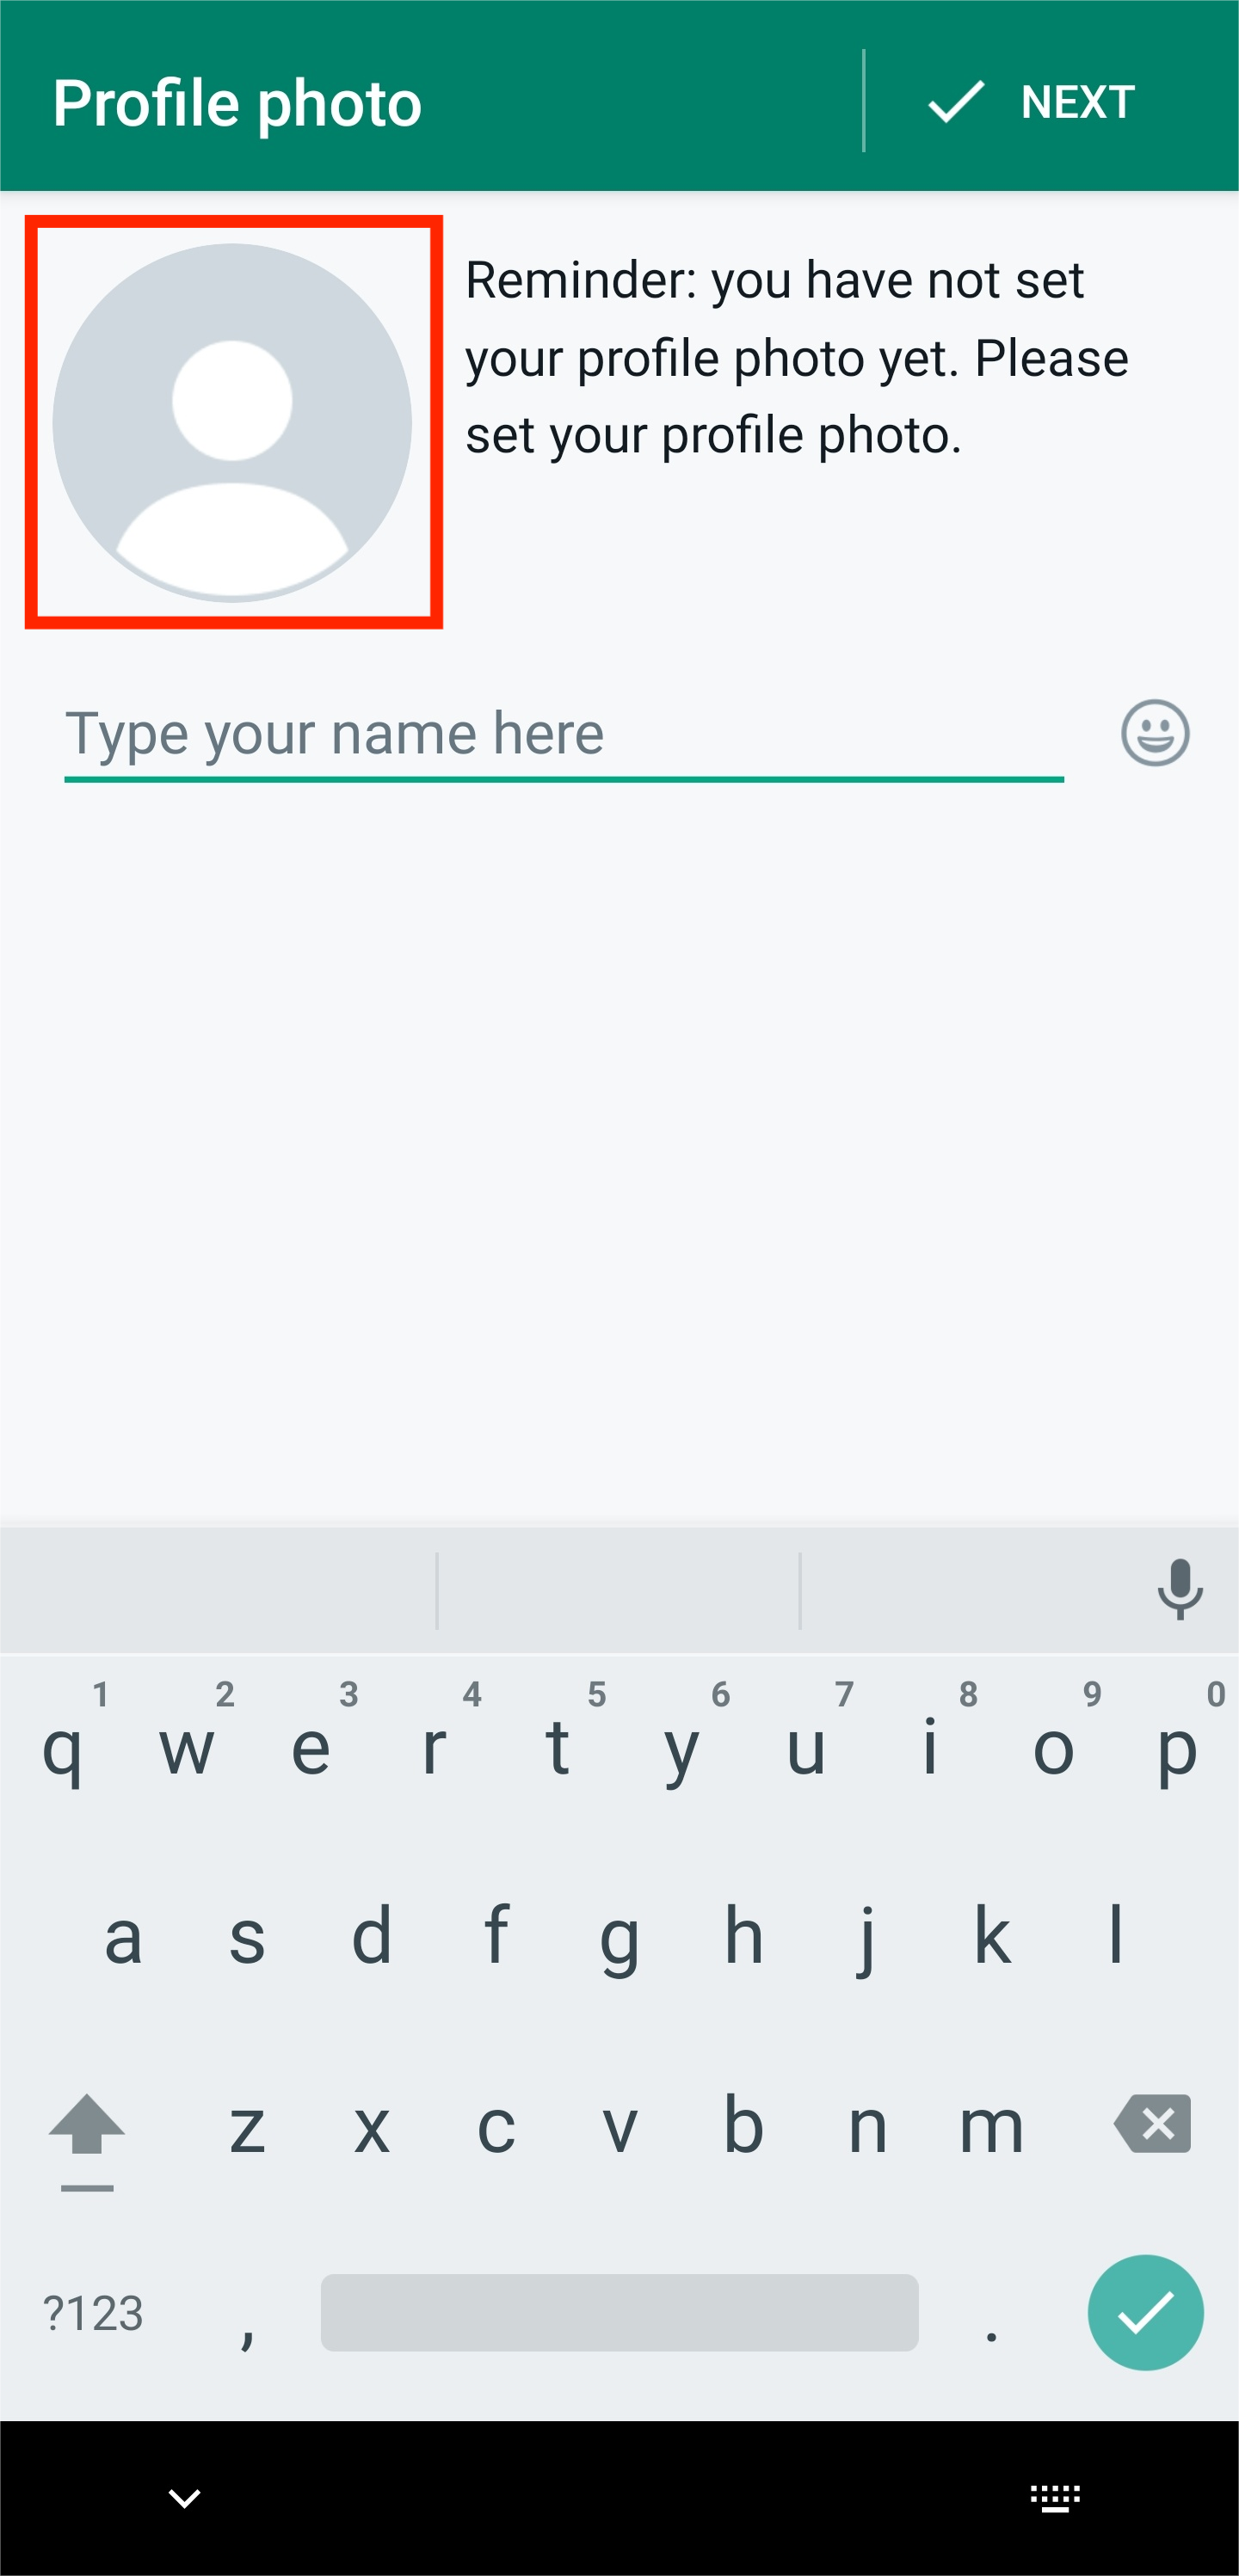 Profile photo
NEXT
Reminder: you have not set
your profile photo yet. Please
set your profile photo.
Type your name here
1 2 3 4 5 6 7 8 9 0
q w e r t y u i o p
a s d f g h j k l
z x c v b n m
?123 , .